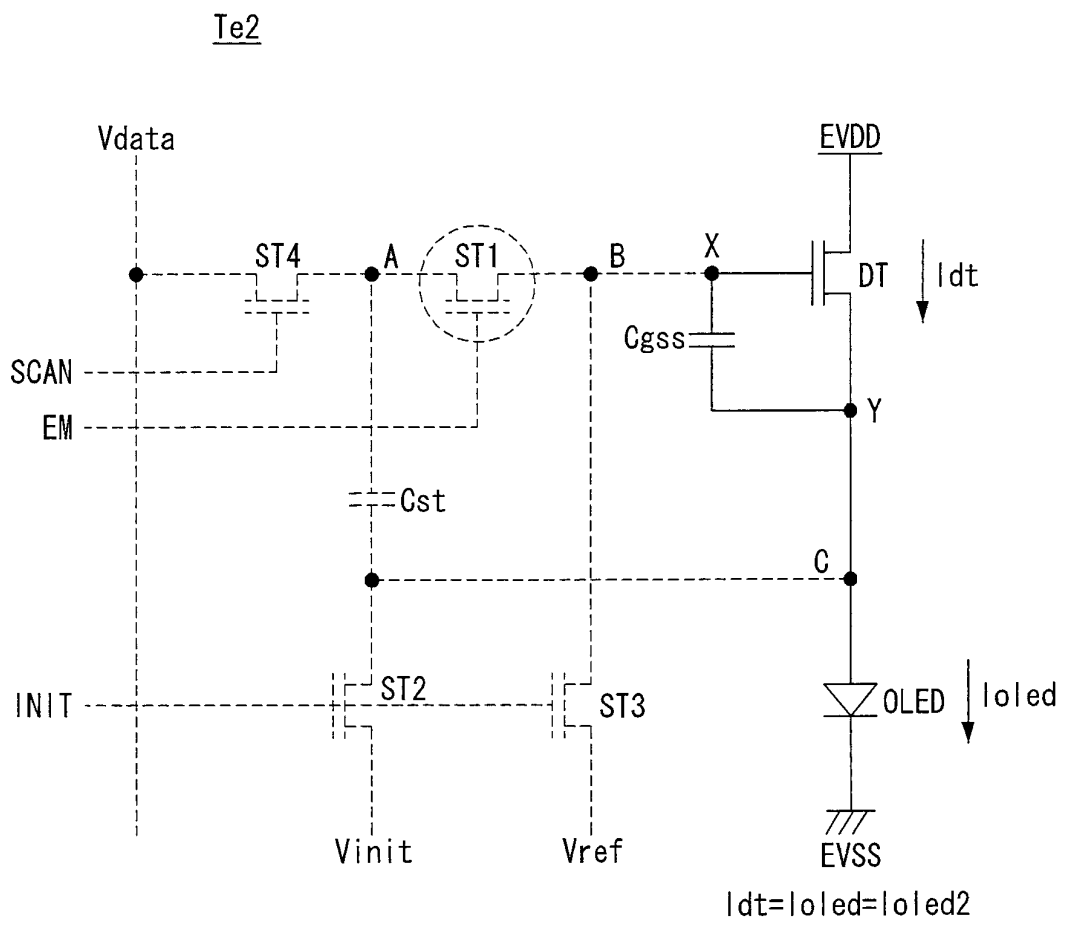 Te2
Vdata
EVDD
ST4
A
ST1
B
X
DT
Idt
Cgss
SCAN
EM
Y
Cst
C
INIT
ST2
ST3
OLED
Ioled
Vinit
Vref
EVSS
Idt=Ioled=Ioled2